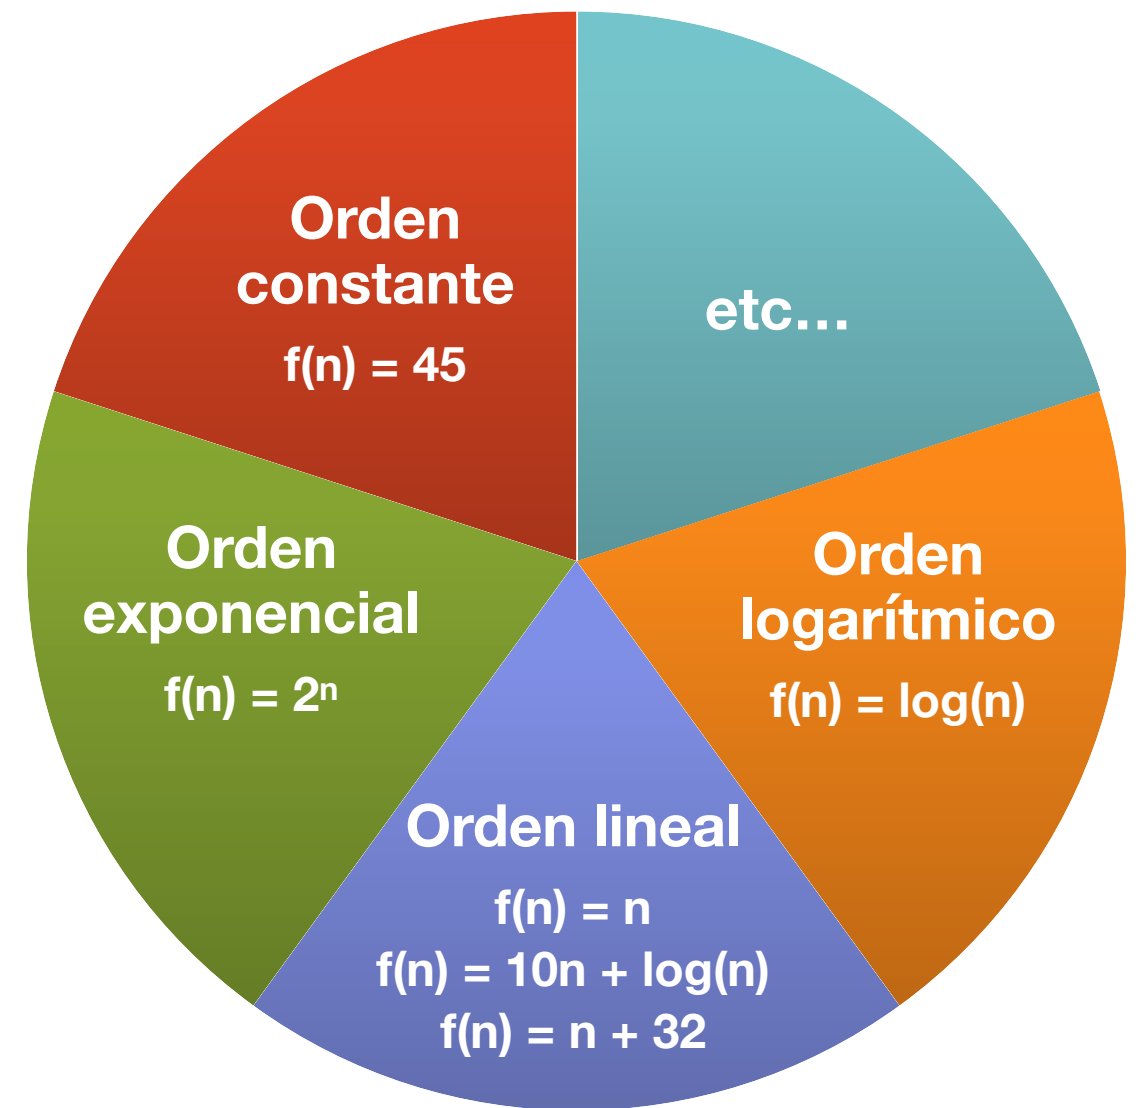 Orden
constante
f(n) = 45
etc…
Orden
exponencial
f(n) = 2ⁿ
Orden
logarítmico
f(n) = log(n)
Orden lineal
f(n) = n
f(n) = 10n + log(n)
f(n) = n + 32